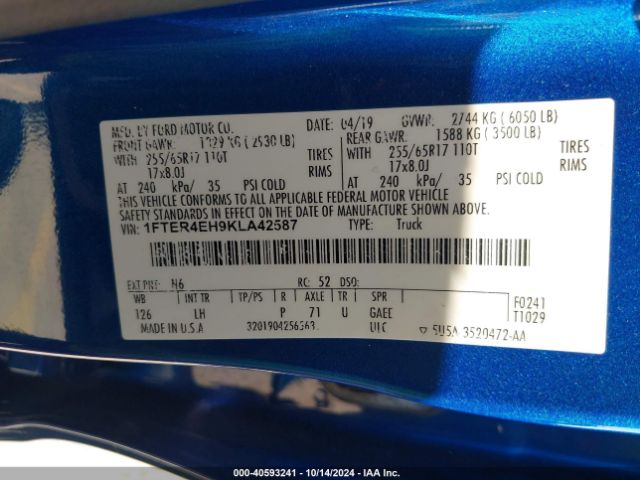 MFD. BY FORD MOTOR CO. DATE: 04/19 GVWR: 2744 KG ( 6050 LB)
FRONT GAWR: KG ( 2530 LB) REAR GAWR: 1588 KG ( 3500 LB)
WITH 255/65R17 110T TIRES WITH 255/65R17 110T TIRES
17x8.0J RIMS 17x8.0J RIMS
AT 240 kPa/ 35 PSI COLD AT 240 kPa/ 35 PSI COLD
THIS VEHICLE CONFORMS TO ALL APPLICABLE FEDERAL MOTOR VEHICLE
SAFETY STANDARDS IN EFFECT ON THE DATE OF MANUFACTURE SHOWN ABOVE.
VIN: 1FTER4EH9KLA42587 TYPE: Truck
EXT PNT: N6 RC: 52 DSO:
WB INT TR TP/PS R AXLE TR SPR F0241
126 LH P 71 U T1029
MADE IN U.S.A
000-40593241 - 10/14/2024 - IAA Inc.